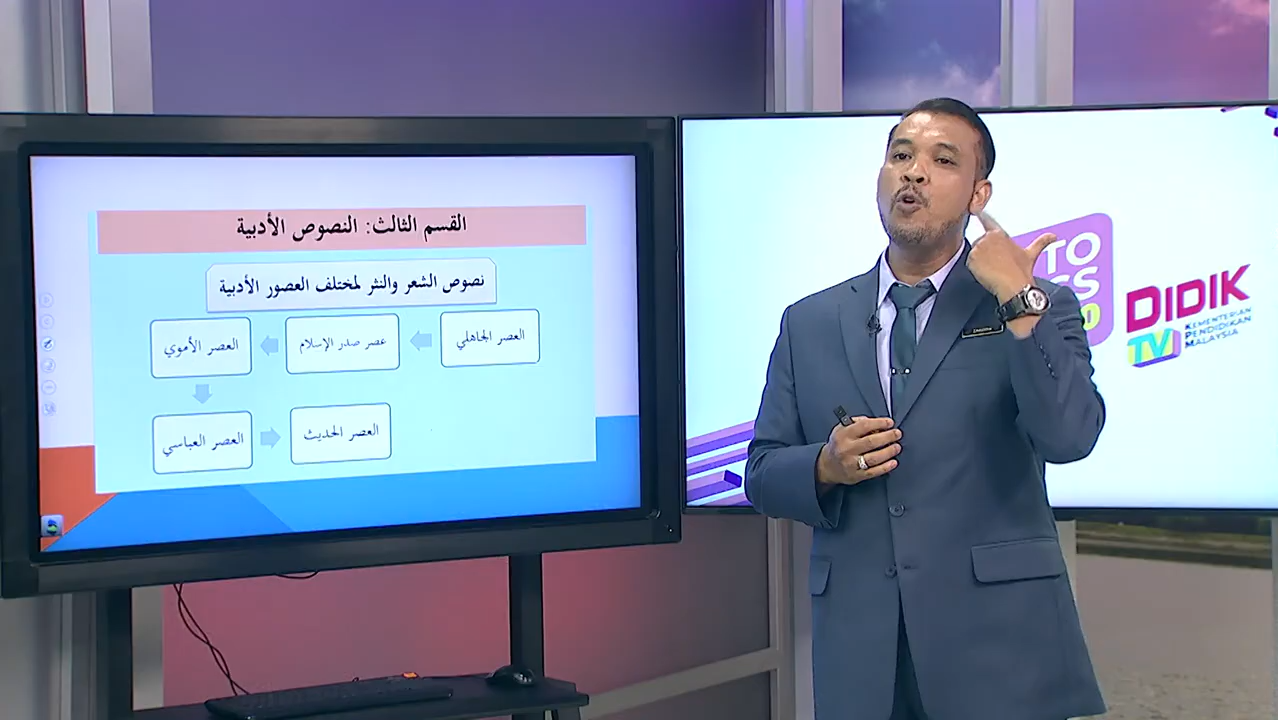 القسم الثالث: النصوص الأدبية
نصوص الشعر والنثر لمختلف العصور الأدبية
العصر الجاهلي
عصر صدر الإسلام
العصر الأموي
العصر العباسي
العصر الحديث
TO
DIDIK
TV
KEMENTERIAN
PENDIDIKAN
MALAYSIA